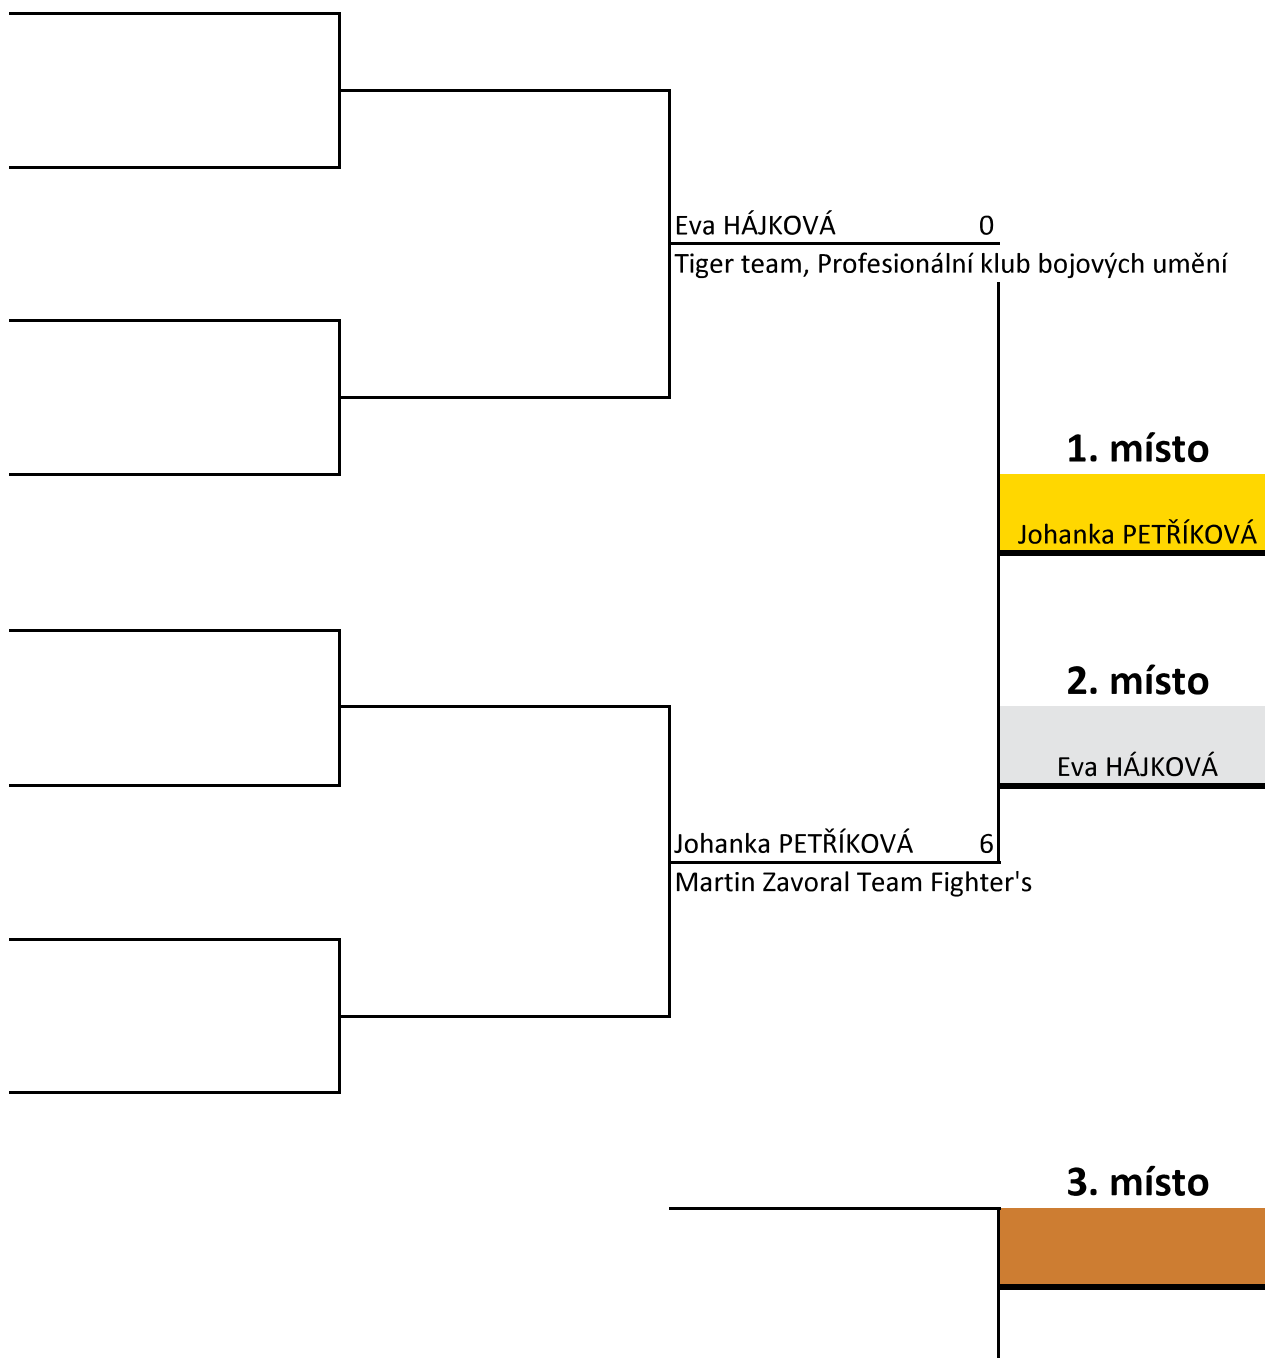 Eva HÁJKOVÁ 0
Tiger team, Profesionální klub bojových umění
1. místo
Johanka PETŘÍKOVÁ
2. místo
Eva HÁJKOVÁ
Johanka PETŘÍKOVÁ 6
Martin Zavoral Team Fighter's
3. místo